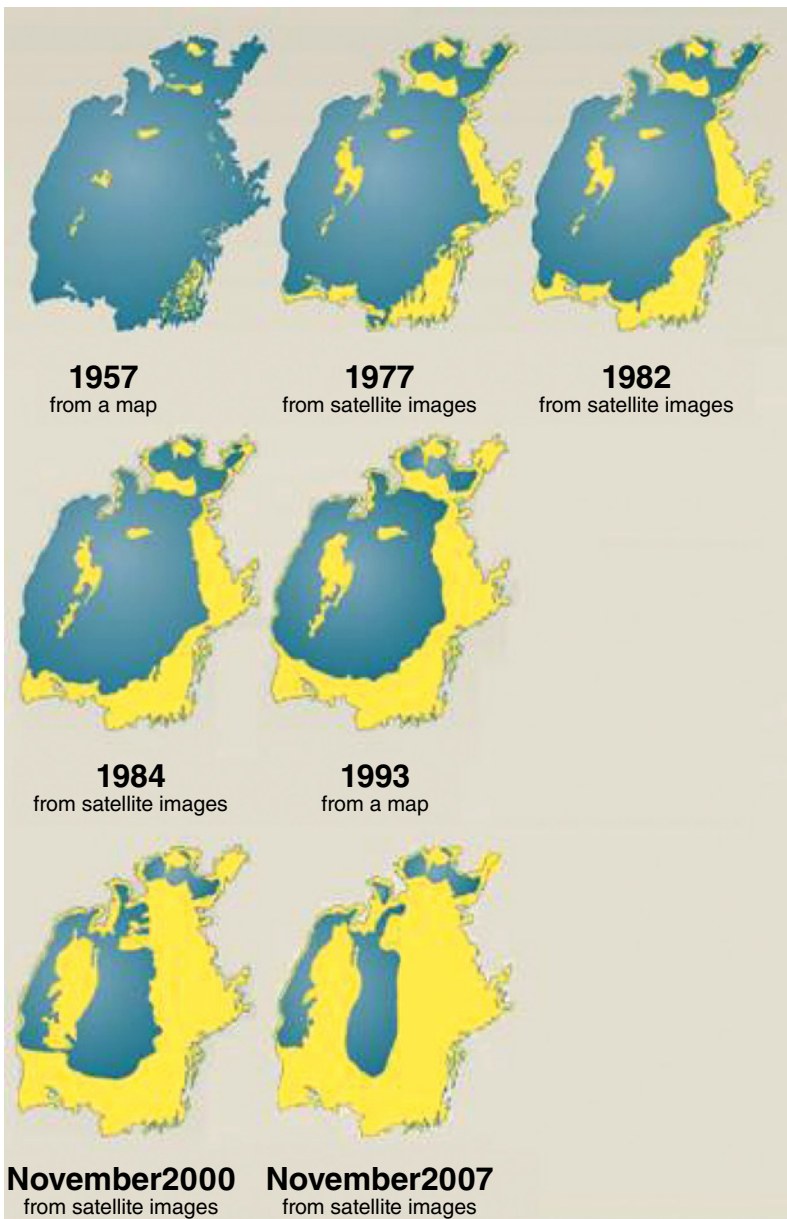 1957
from a map
1977
from satellite images
1982
from satellite images
1984
from satellite images
1993
from a map
November2000
from satellite images
November2007
from satellite images